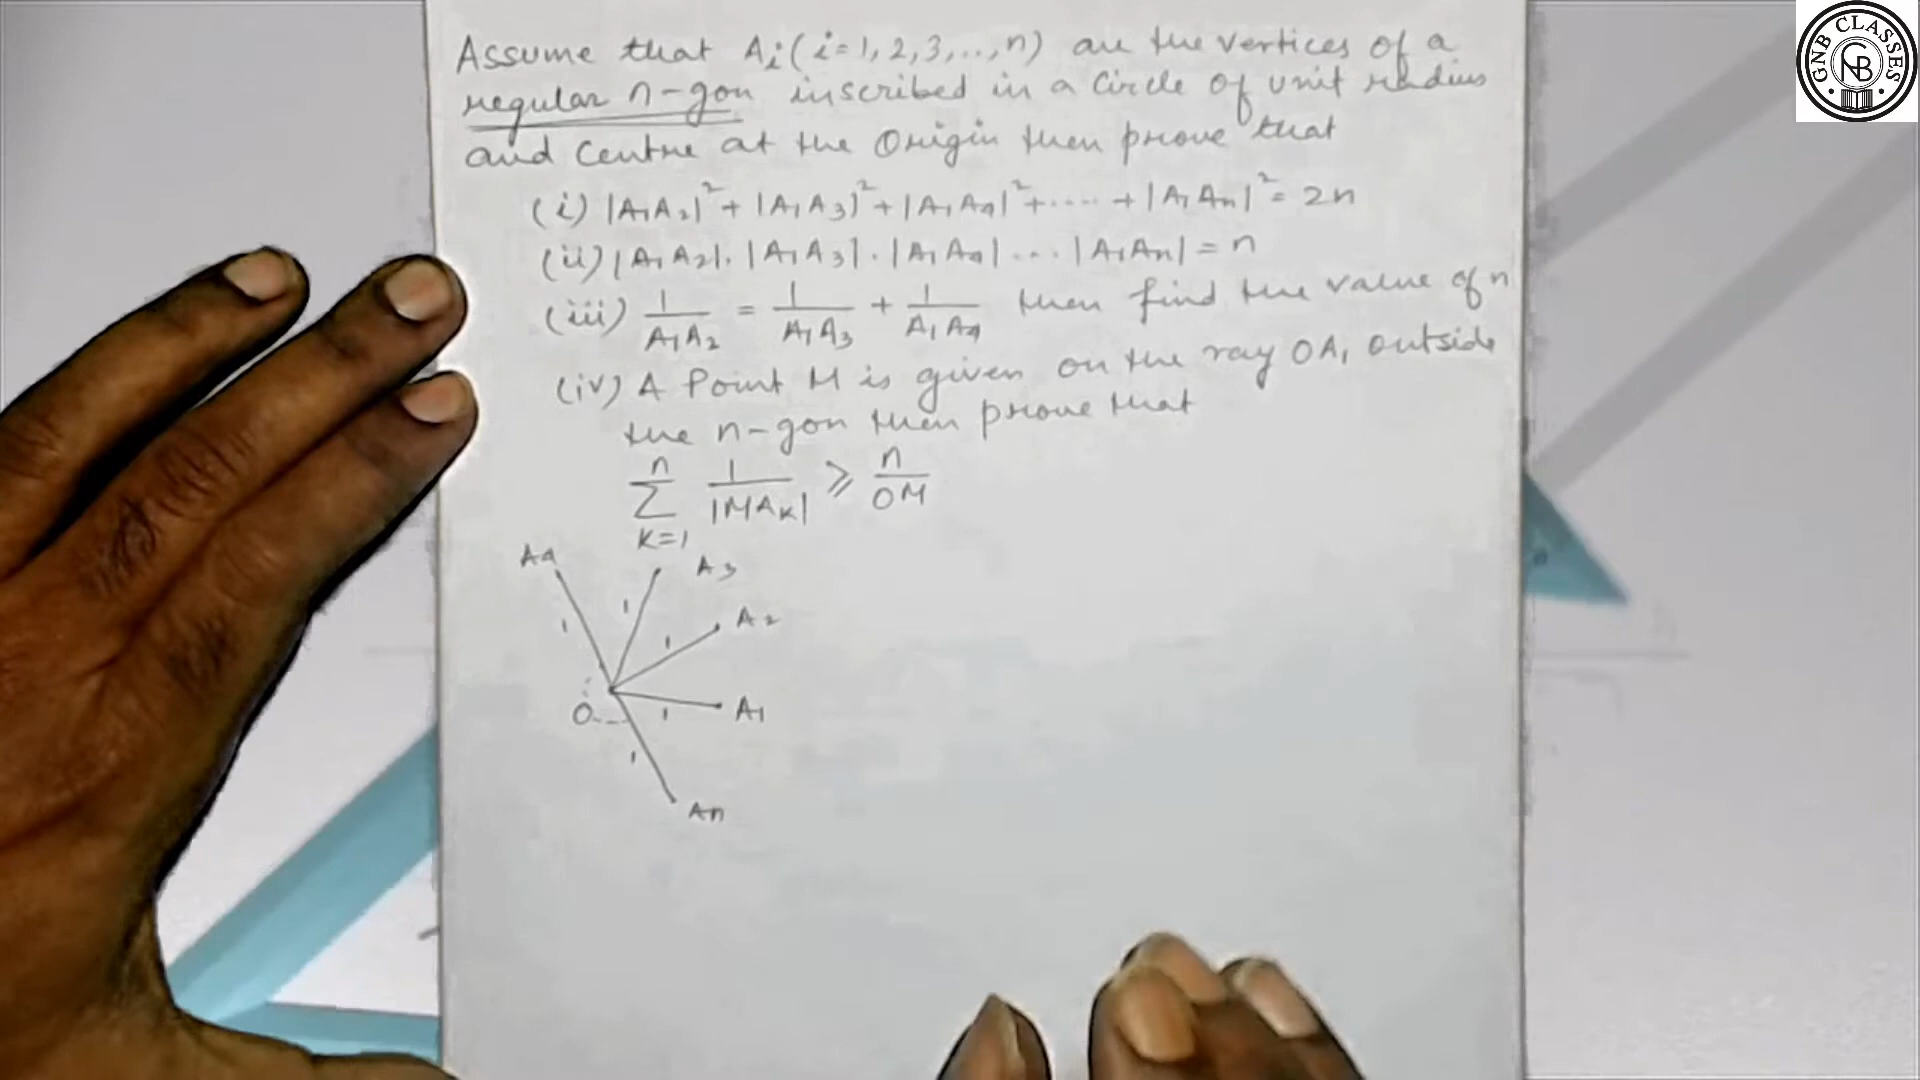 GNB CLASSES
GNB
Assume that Ai (i=1,2,3,..,n) are the vertices of a
regular n-gon inscribed in a Circle of unit radius
and Centre at the Origin then prove that
(i) |A₁A₂|² + |A₁A₃|² + |A₁A₄|² + ..... + |A₁An|² = 2n
(ii) |A₁A₂|. |A₁A₃| . |A₁A₄| ... |A₁An| = n
(iii) 1/A₁A₂ = 1/A₁A₃ + 1/A₁A₄ then find the value of n
(iv) A Point M is given on the ray OA₁ outside
the n-gon then prove that
n Σ k=1 1/|MAk| ≥ n/OM
A₄ A₃
1 A₂
1 1
O 1 A₁
1
An